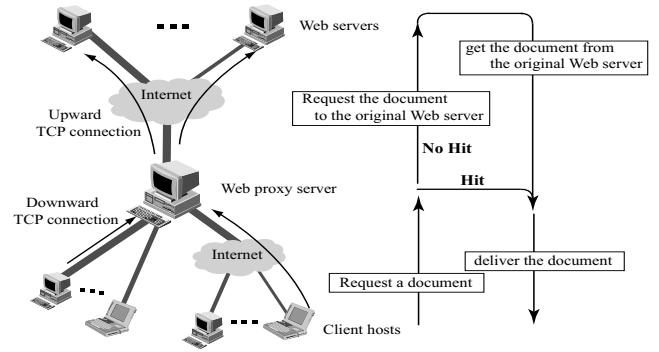 Web servers
Internet
Upward
TCP connection
Web proxy server
Downward
TCP connection
Internet
Client hosts
get the document from
the original Web server
Request the document
to the original Web server
No Hit
Hit
deliver the document
Request a document